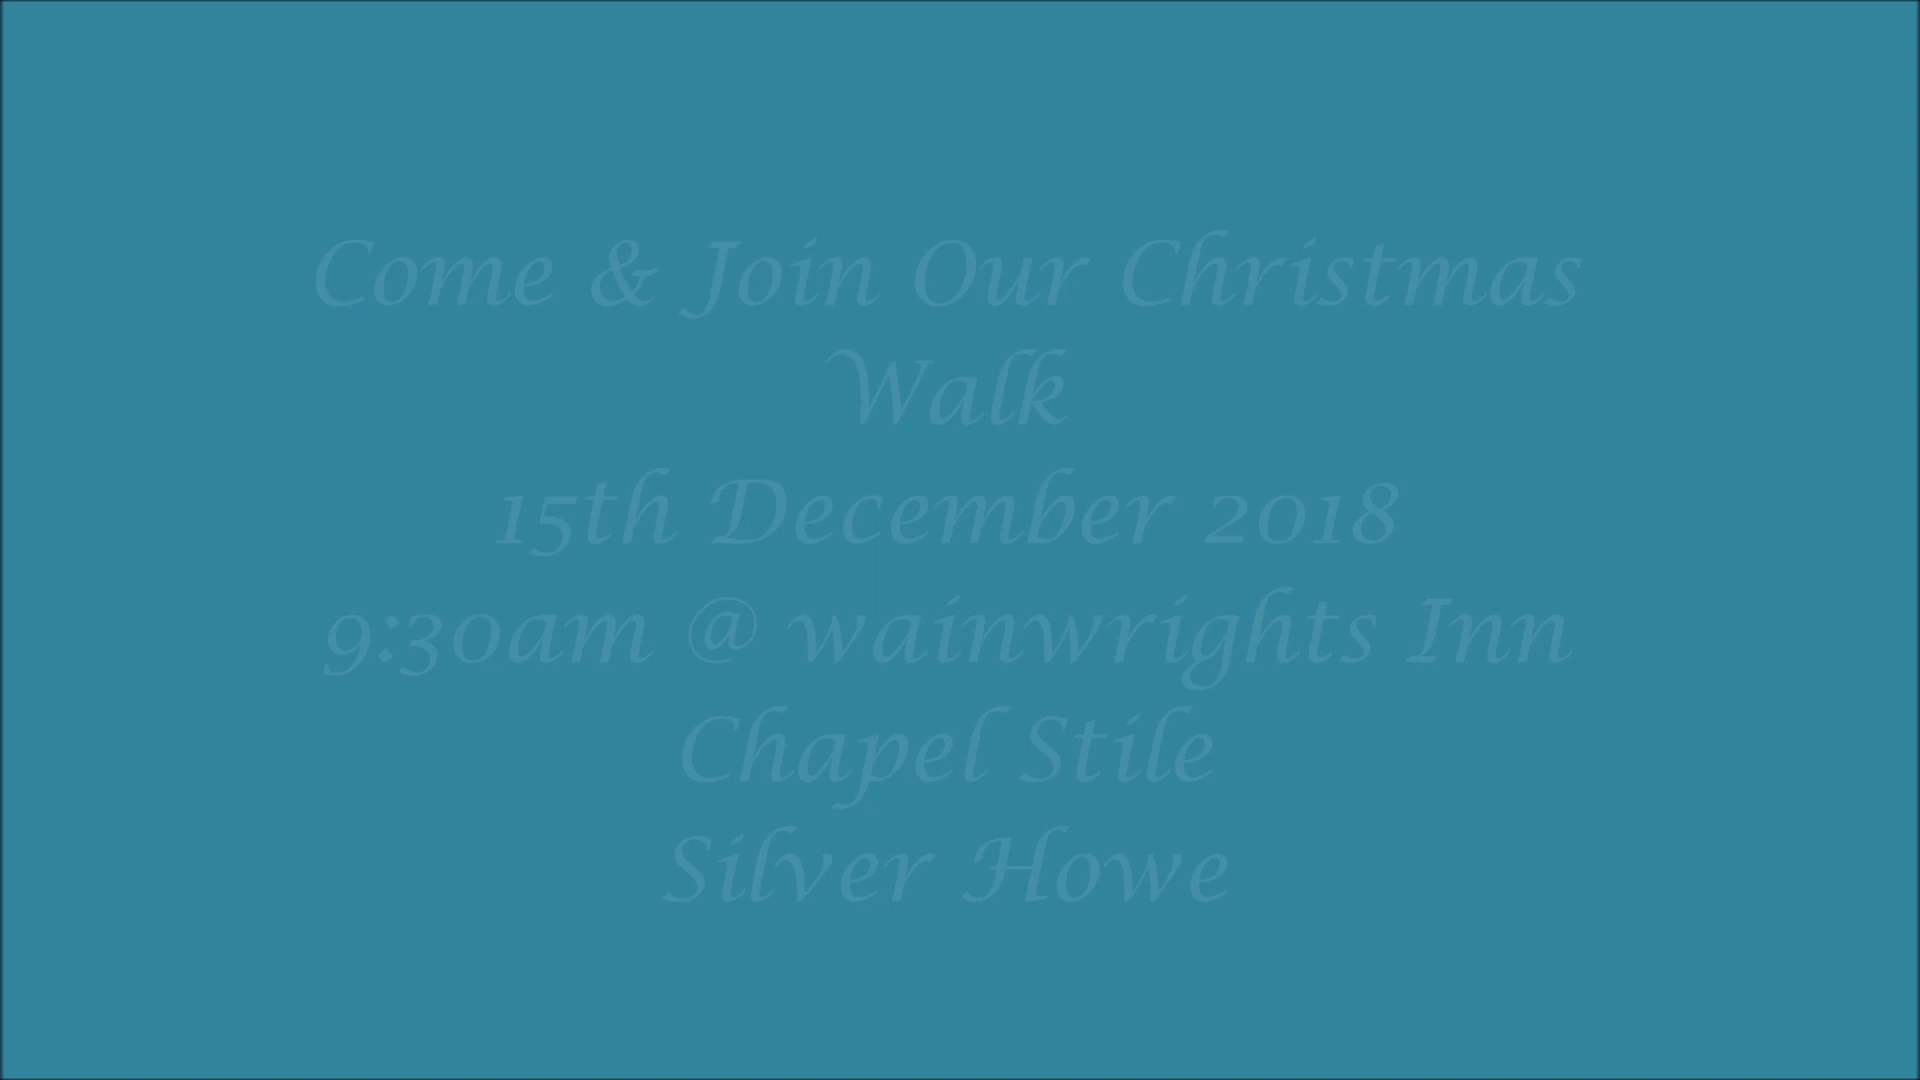 Come & Join Our Christmas
Walk
15th December 2018
9:30am @ wainwrights Inn
Chapel Stile
Silver Howe